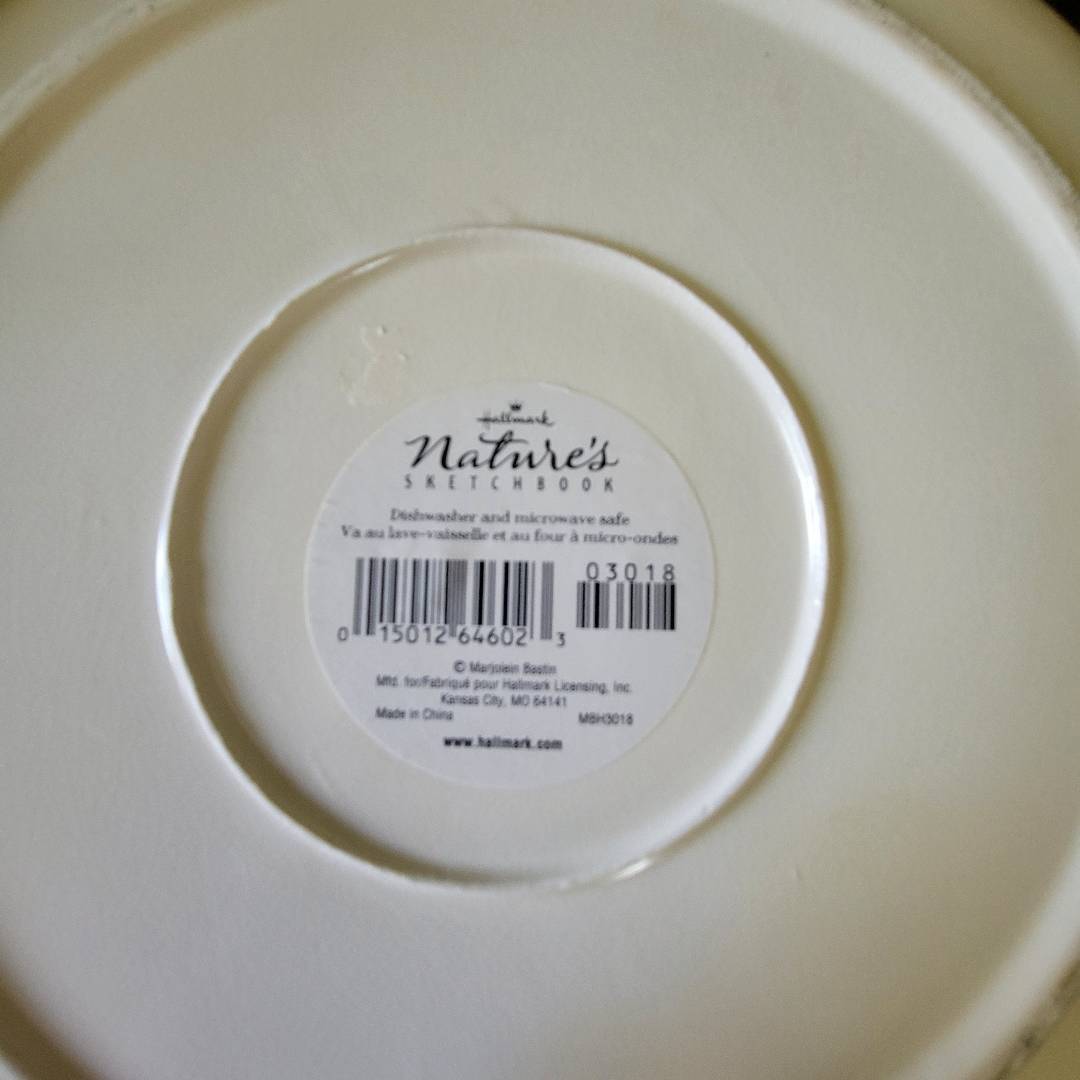 Hallmark
Nature's
SKETCHBOOK
Dishwasher and microwave safe
Va au lave-vaisselle et au four à micro-ondes
03018
0 15012 64602 3
© Marjolein Bastin
Mfd. for/Fabriqué pour Hallmark Licensing, Inc.
Kansas City, MO 64141
Made in China MBH3018
www.hallmark.com